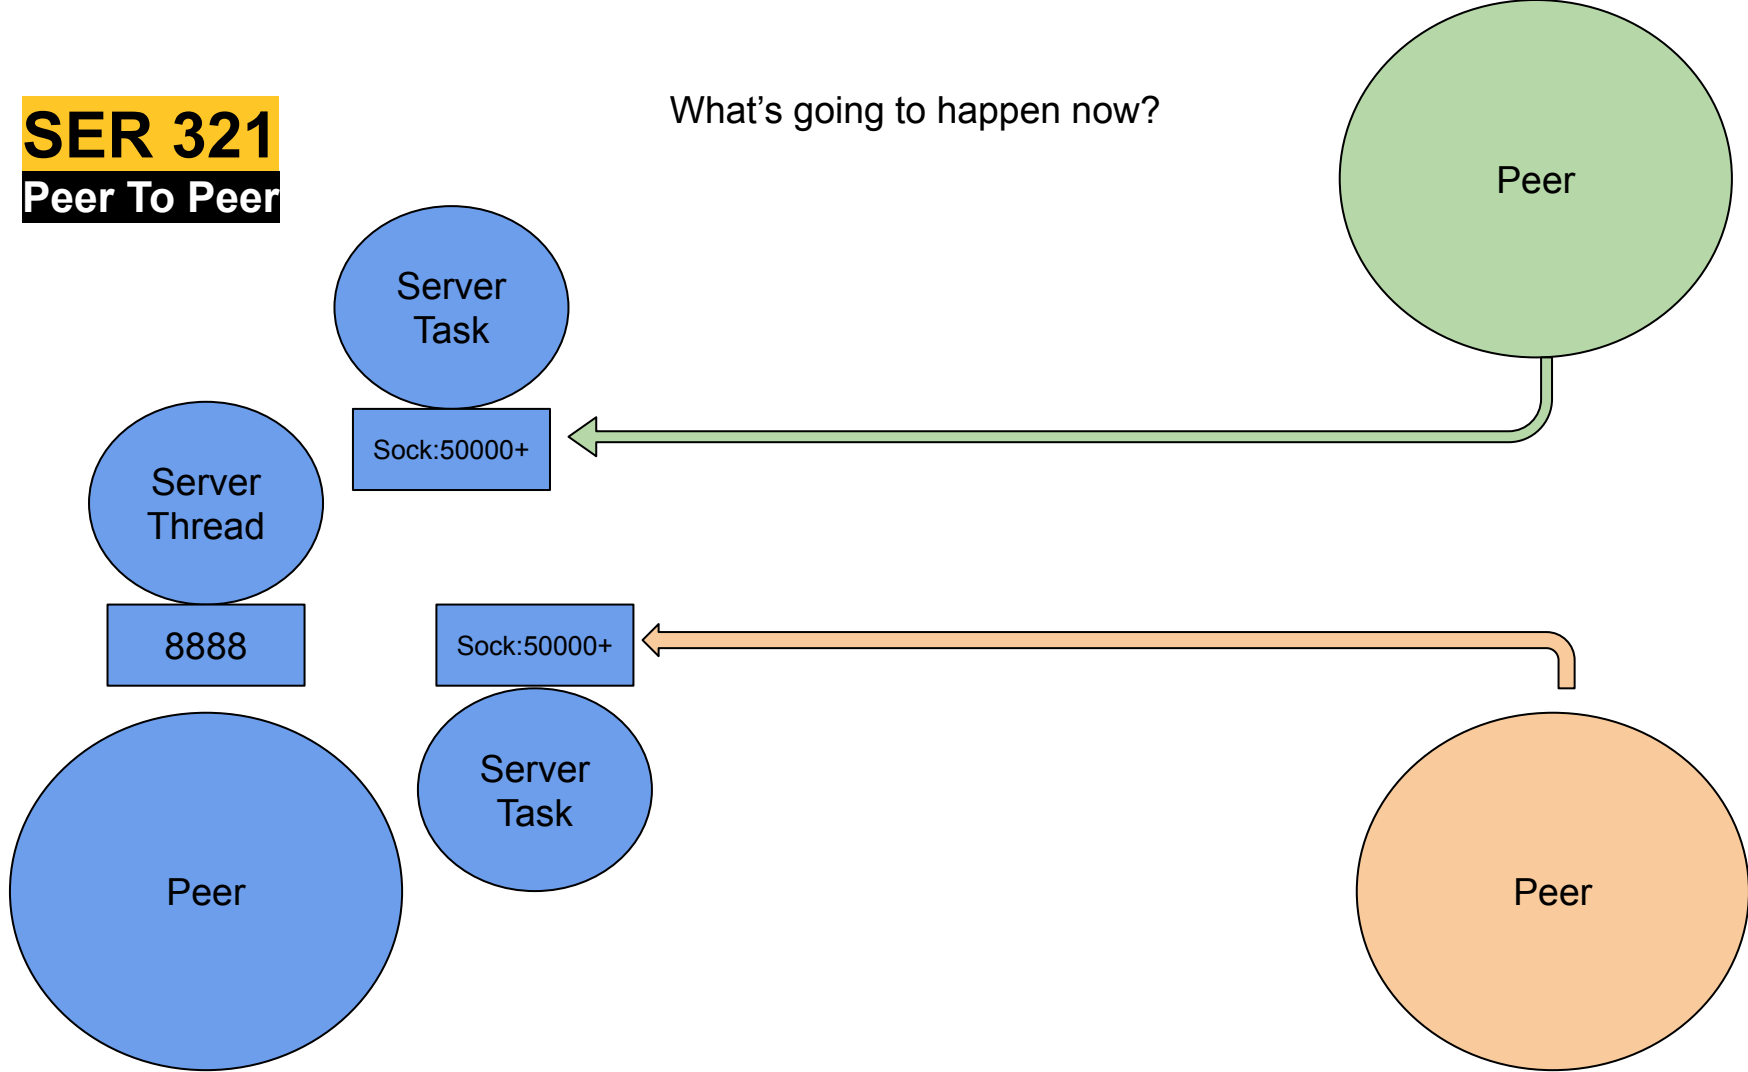 What’s going to happen now?
SER 321
Peer To Peer
Peer
Server
Task
Sock:50000+
Server
Thread
8888
Sock:50000+
Server
Task
Peer
Peer